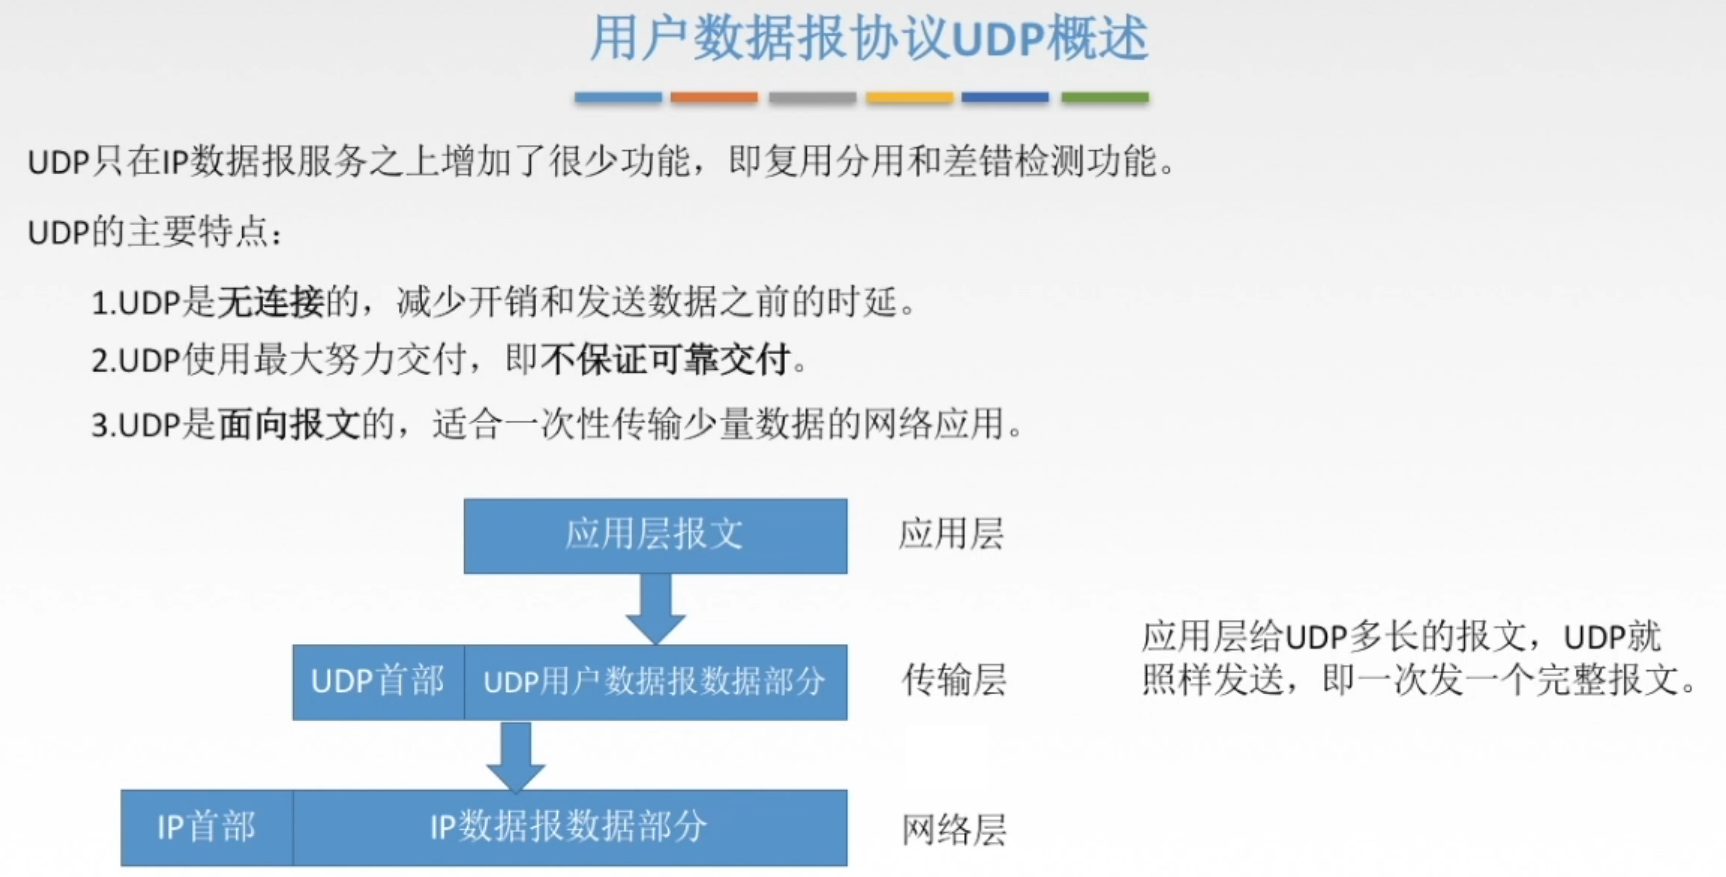 用户数据报协议UDP概述
UDP只在IP数据报服务之上增加了很少功能，即复用分用和差错检测功能。
UDP的主要特点：
1.UDP是无连接的，减少开销和发送数据之前的时延。
2.UDP使用最大努力交付，即不保证可靠交付。
3.UDP是面向报文的，适合一次性传输少量数据的网络应用。
应用层报文
应用层
UDP首部
UDP用户数据报数据部分
传输层
应用层给UDP多长的报文，UDP就
照样发送，即一次发一个完整报文。
IP首部
IP数据报数据部分
网络层